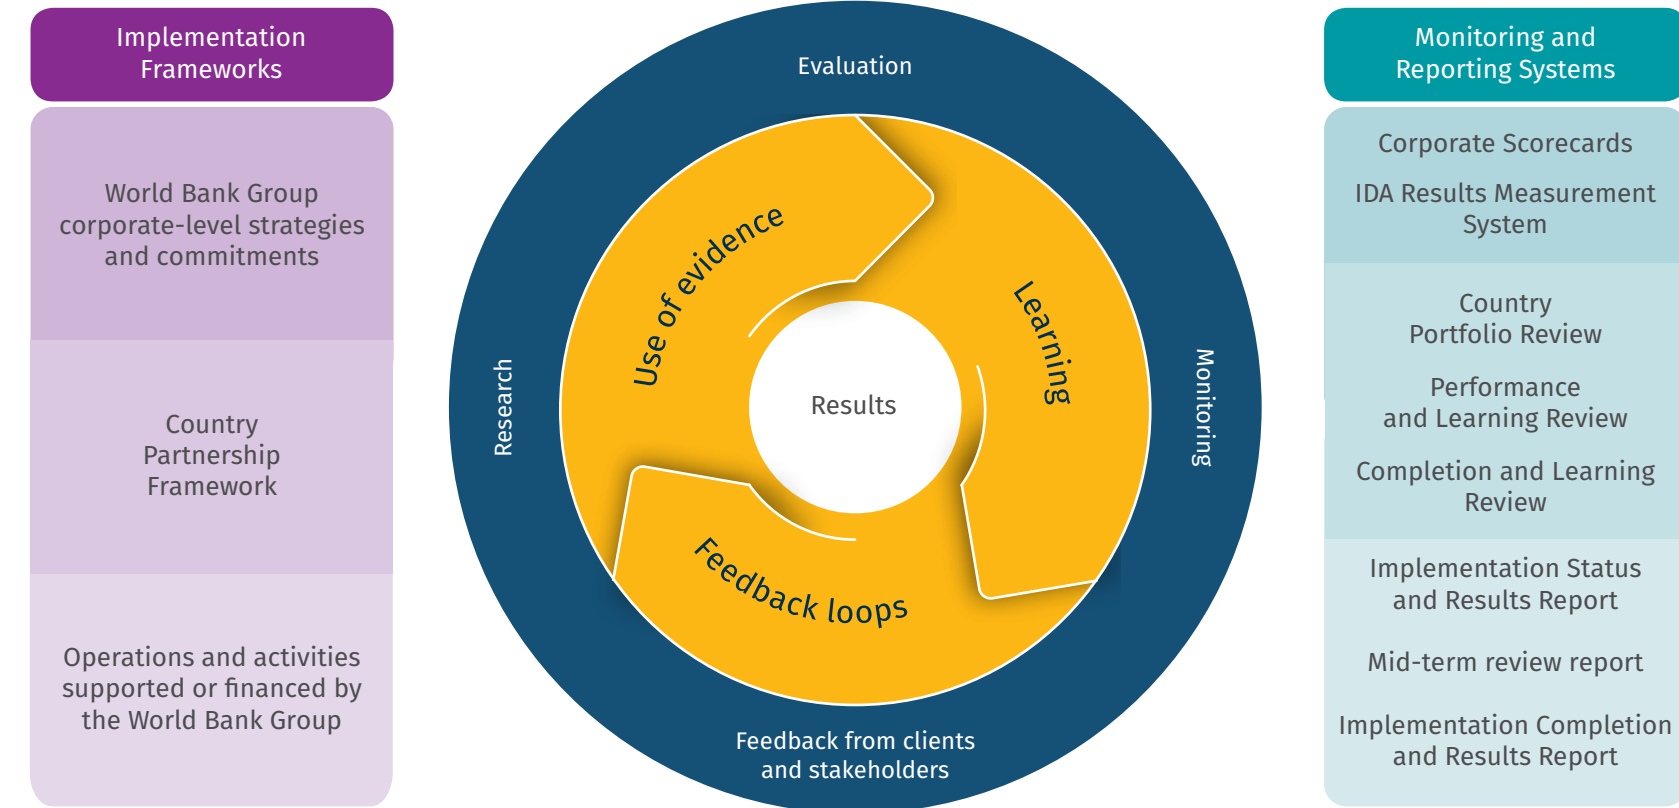 Implementation
Frameworks
World Bank Group
corporate-level strategies
and commitments
Country
Partnership
Framework
Operations and activities
supported or financed by
the World Bank Group
Evaluation
Research
Monitoring
Feedback from clients
and stakeholders
Use of evidence
Learning
Feedback loops
Results
Monitoring and
Reporting Systems
Corporate Scorecards
IDA Results Measurement
System
Country
Portfolio Review
Performance
and Learning Review
Completion and Learning
Review
Implementation Status
and Results Report
Mid-term review report
Implementation Completion
and Results Report